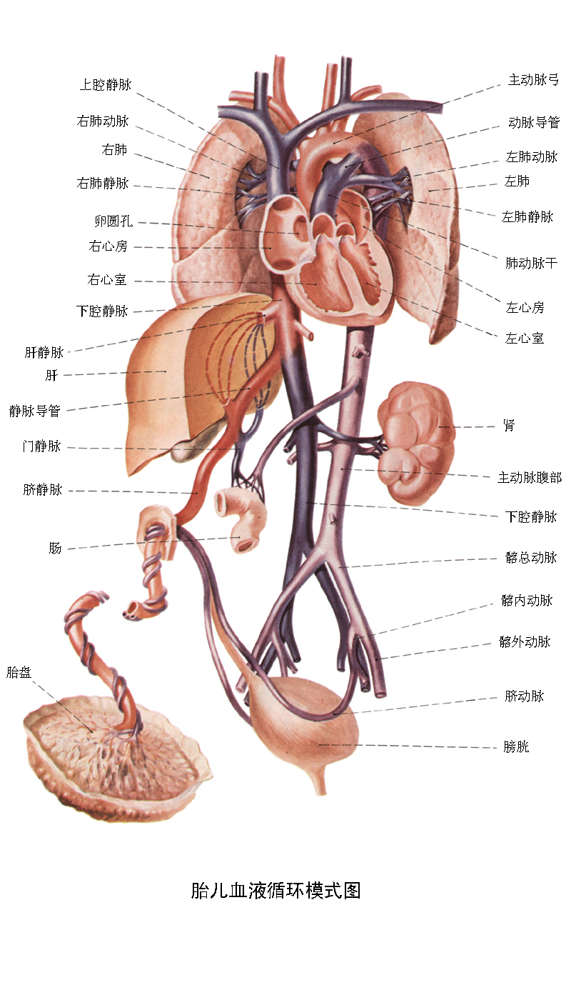 上腔静脉
右肺动脉
右肺
右肺静脉
卵圆孔
右心房
右心室
下腔静脉
肝静脉
肝
静脉导管
门静脉
脐静脉
肠
胎盘
主动脉弓
动脉导管
左肺动脉
左肺
左肺静脉
肺动脉干
左心房
左心室
肾
主动脉腹部
下腔静脉
髂总动脉
髂内动脉
髂外动脉
脐动脉
膀胱
胎儿血液循环模式图